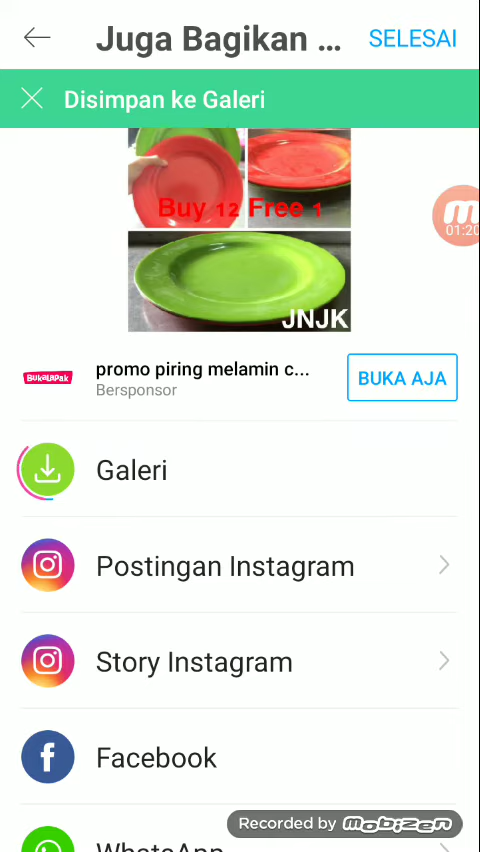 Juga Bagikan ...
SELESAI
Disimpan ke Galeri
Buy 12 Free 1
JNJK
01:20
BukaLapak
promo piring melamin c...
Bersponsor
BUKA AJA
Galeri
Postingan Instagram
Story Instagram
Facebook
WhatsApp
Recorded by mobizen